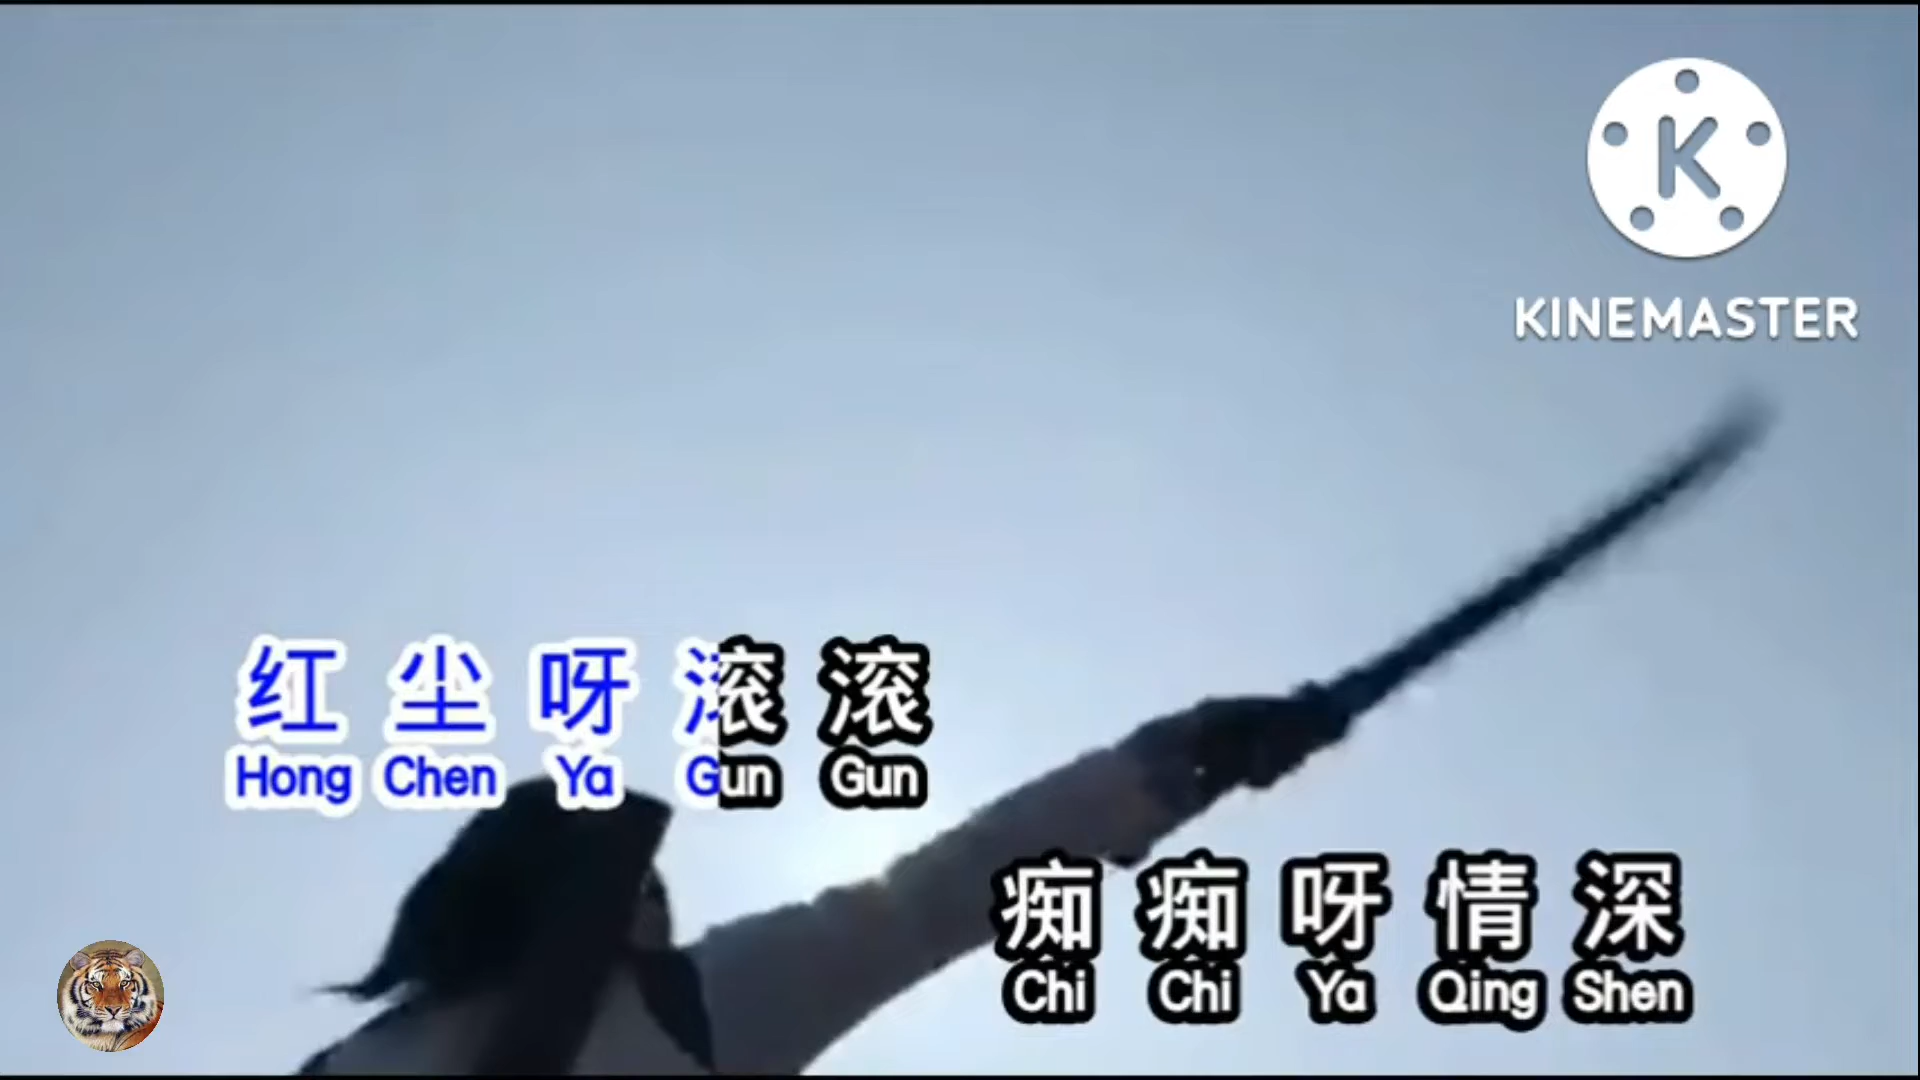 K
KINEMASTER
红尘呀滚滚
Hong Chen Ya Gun Gun
痴痴呀情深
Chi Chi Ya Qing Shen